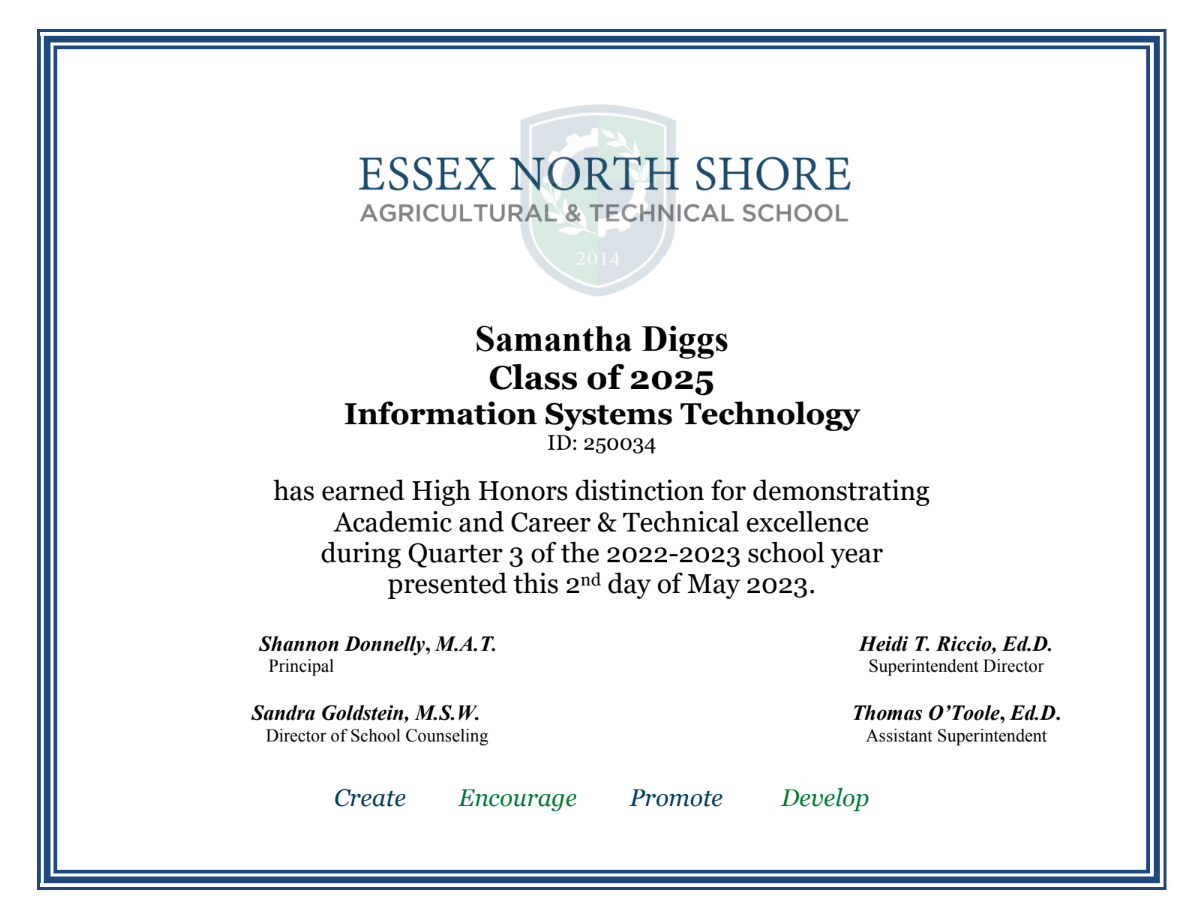 ESSEX NORTH SHORE
AGRICULTURAL & TECHNICAL SCHOOL
2014
Samantha Diggs
Class of 2025
Information Systems Technology
ID: 250034
has earned High Honors distinction for demonstrating
Academic and Career & Technical excellence
during Quarter 3 of the 2022-2023 school year
presented this 2nd day of May 2023.
Shannon Donnelly, M.A.T. Heidi T. Riccio, Ed.D.
Principal Superintendent Director
Sandra Goldstein, M.S.W. Thomas O’Toole, Ed.D.
Director of School Counseling Assistant Superintendent
Create Encourage Promote Develop